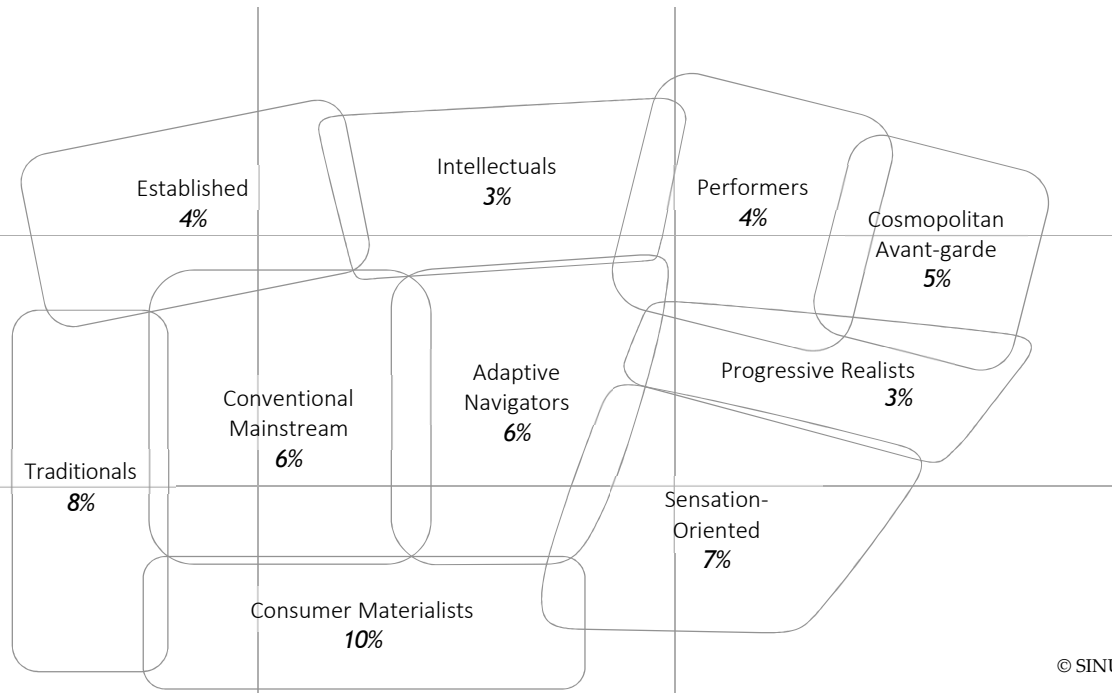 Established
4%
Intellectuals
3%
Performers
4%
Cosmopolitan
Avant-garde
5%
Traditionals
8%
Conventional
Mainstream
6%
Adaptive
Navigators
6%
Progressive Realists
3%
Sensation-
Oriented
7%
Consumer Materialists
10%
©